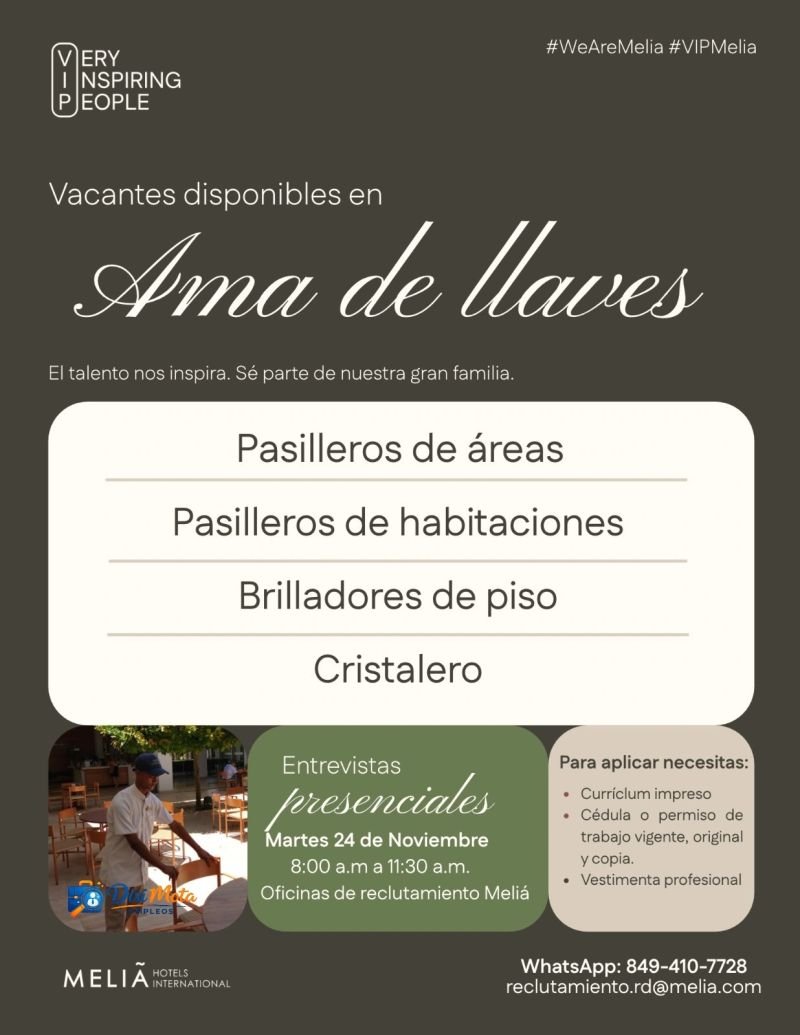 #WeAreMelia #VIPMelia
VERY
INSPIRING
PEOPLE
Vacantes disponibles en
Ama de llaves
El talento nos inspira. Sé parte de nuestra gran familia.
Pasilleros de áreas
Pasilleros de habitaciones
Brilladores de piso
Cristalero
Entrevistas
presenciales
Martes 24 de Noviembre
8:00 a.m a 11:30 a.m.
Oficinas de reclutamiento Meliá
Para aplicar necesitas:
• Curríclum impreso
• Cédula o permiso de
trabajo vigente, original
y copia.
• Vestimenta profesional
Mota
EMPLEOS
MELIÃ HOTELS
INTERNATIONAL
WhatsApp: 849-410-7728
reclutamiento.rd@melia.com